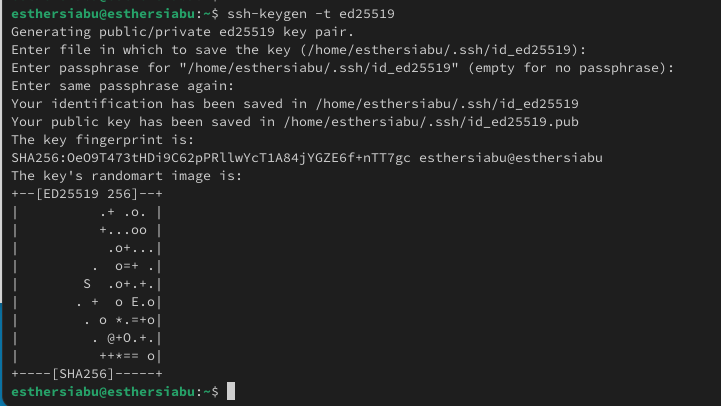 esthersiabu@esthersiabu:~$ ssh-keygen -t ed25519
Generating public/private ed25519 key pair.
Enter file in which to save the key (/home/esthersiabu/.ssh/id_ed25519):
Enter passphrase for "/home/esthersiabu/.ssh/id_ed25519" (empty for no passphrase):
Enter same passphrase again:
Your identification has been saved in /home/esthersiabu/.ssh/id_ed25519
Your public key has been saved in /home/esthersiabu/.ssh/id_ed25519.pub
The key fingerprint is:
SHA256:OeO9T473tHDi9C62pPRllwYcT1A84jYGZE6f+nTT7gc esthersiabu@esthersiabu
The key's randomart image is:
+--[ED25519 256]--+
|          .+ .o. |
|          +...oo |
|           .o+...|
|         .  o=+ .|
|        S  .o+.+.|
|       . +  o E.o|
|        . o *.=+o|
|         . @+O.+.|
|          ++*== o|
+----[SHA256]-----+
esthersiabu@esthersiabu:~$